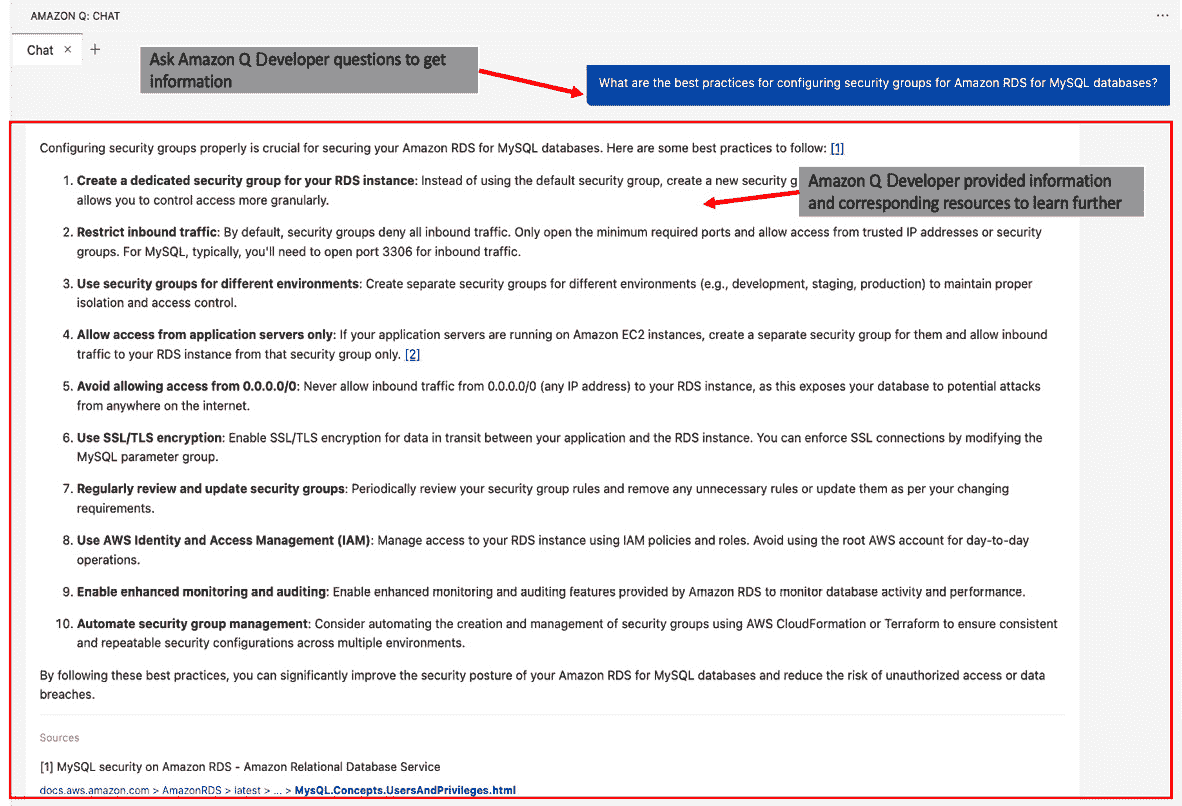 AMAZON Q: CHAT
Chat × +
Ask Amazon Q Developer questions to get
information
What are the best practices for configuring security groups for Amazon RDS for MySQL databases?
Configuring security groups properly is crucial for securing your Amazon RDS for MySQL databases. Here are some best practices to follow: [1]
1. Create a dedicated security group for your RDS instance: Instead of using the default security group, create a new security g
allows you to control access more granularly.
Amazon Q Developer provided information
and corresponding resources to learn further
2. Restrict inbound traffic: By default, security groups deny all inbound traffic. Only open the minimum required ports and allow access from trusted IP addresses or security
groups. For MySQL, typically, you'll need to open port 3306 for inbound traffic.
3. Use security groups for different environments: Create separate security groups for different environments (e.g., development, staging, production) to maintain proper
isolation and access control.
4. Allow access from application servers only: If your application servers are running on Amazon EC2 instances, create a separate security group for them and allow inbound
traffic to your RDS instance from that security group only. [2]
5. Avoid allowing access from 0.0.0.0/0: Never allow inbound traffic from 0.0.0.0/0 (any IP address) to your RDS instance, as this exposes your database to potential attacks
from anywhere on the internet.
6. Use SSL/TLS encryption: Enable SSL/TLS encryption for data in transit between your application and the RDS instance. You can enforce SSL connections by modifying the
MySQL parameter group.
7. Regularly review and update security groups: Periodically review your security group rules and remove any unnecessary rules or update them as per your changing
requirements.
8. Use AWS Identity and Access Management (IAM): Manage access to your RDS instance using IAM policies and roles. Avoid using the root AWS account for day-to-day
operations.
9. Enable enhanced monitoring and auditing: Enable enhanced monitoring and auditing features provided by Amazon RDS to monitor database activity and performance.
10. Automate security group management: Consider automating the creation and management of security groups using AWS CloudFormation or Terraform to ensure consistent
and repeatable security configurations across multiple environments.
By following these best practices, you can significantly improve the security posture of your Amazon RDS for MySQL databases and reduce the risk of unauthorized access or data
breaches.
Sources
[1] MySQL security on Amazon RDS - Amazon Relational Database Service
docs.aws.amazon.com > AmazonRDS > latest > ... > MysQL.Concepts.UsersAndPrivileges.html